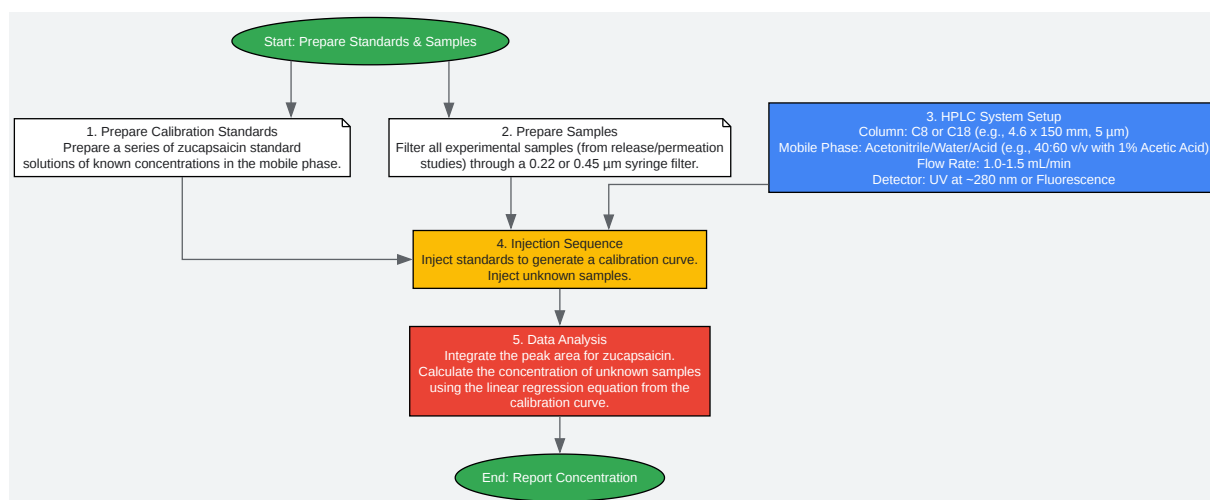 Start: Prepare Standards & Samples
1. Prepare Calibration Standards
Prepare a series of zucapsaicin standard
solutions of known concentrations in the mobile phase.
2. Prepare Samples
Filter all experimental samples (from release/permeation
studies) through a 0.22 or 0.45 µm syringe filter.
3. HPLC System Setup
Column: C8 or C18 (e.g., 4.6 x 150 mm, 5 µm)
Mobile Phase: Acetonitrile/Water/Acid (e.g., 40:60 v/v with 1% Acetic Acid)
Flow Rate: 1.0-1.5 mL/min
Detector: UV at ~280 nm or Fluorescence
4. Injection Sequence
Inject standards to generate a calibration curve.
Inject unknown samples.
5. Data Analysis
Integrate the peak area for zucapsaicin.
Calculate the concentration of unknown samples
using the linear regression equation from the
calibration curve.
End: Report Concentration